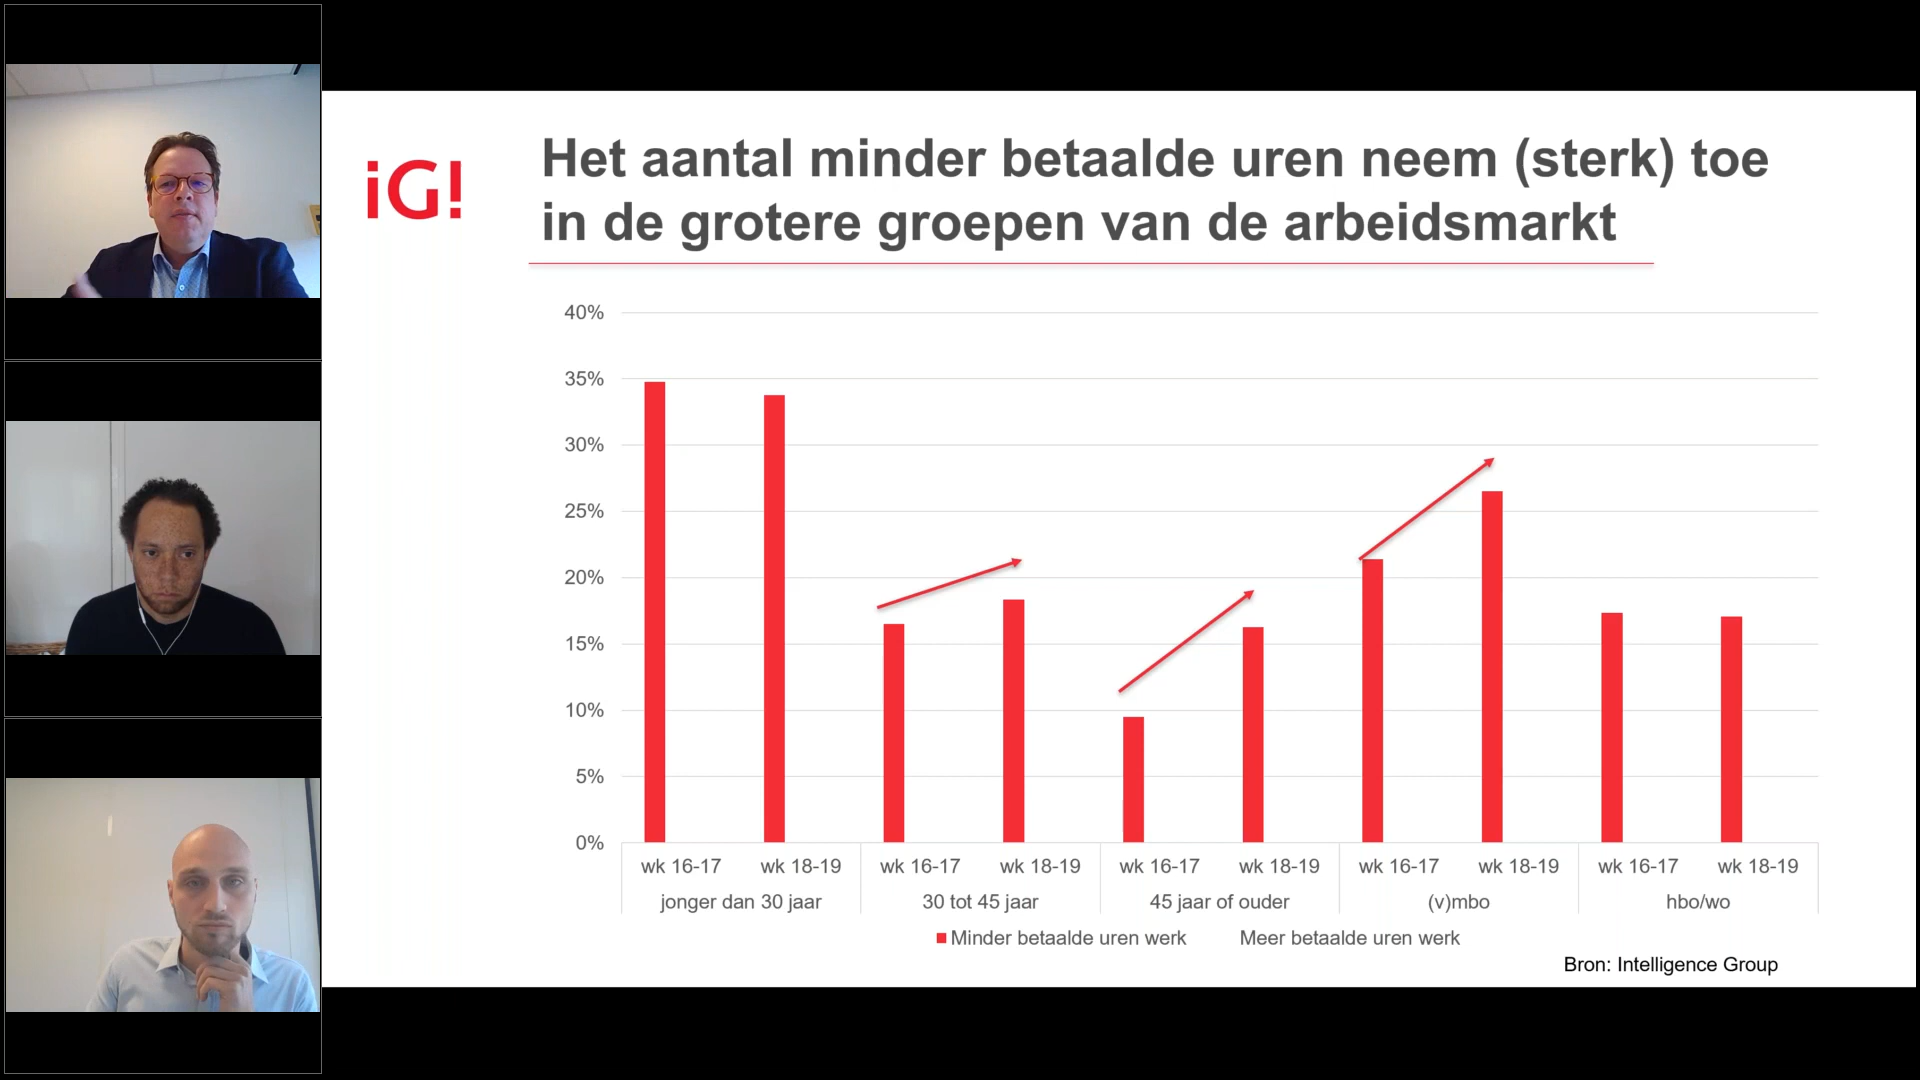 iG!
Het aantal minder betaalde uren neem (sterk) toe
in de grotere groepen van de arbeidsmarkt
40%
35%
30%
25%
20%
15%
10%
5%
0%
wk 16-17 wk 18-19 wk 16-17 wk 18-19 wk 16-17 wk 18-19 wk 16-17 wk 18-19 wk 16-17 wk 18-19
jonger dan 30 jaar 30 tot 45 jaar 45 jaar of ouder (v)mbo hbo/wo
Minder betaalde uren werk Meer betaalde uren werk
Bron: Intelligence Group